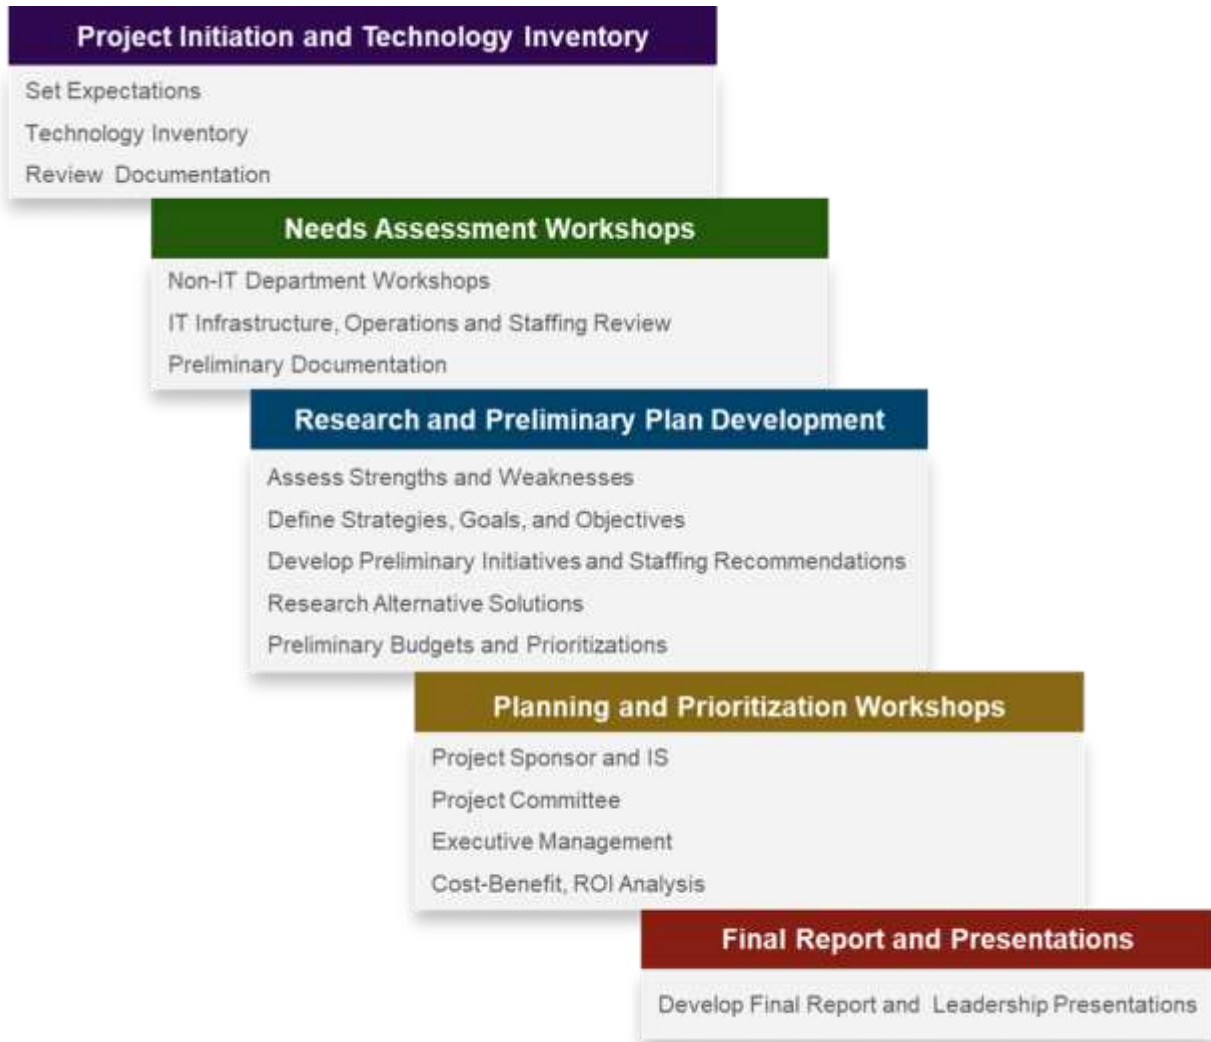 Project Initiation and Technology Inventory
Set Expectations
Technology Inventory
Review Documentation
Needs Assessment Workshops
Non-IT Department Workshops
IT Infrastructure, Operations and Staffing Review
Preliminary Documentation
Research and Preliminary Plan Development
Assess Strengths and Weaknesses
Define Strategies, Goals, and Objectives
Develop Preliminary Initiatives and Staffing Recommendations
Research Alternative Solutions
Preliminary Budgets and Prioritizations
Planning and Prioritization Workshops
Project Sponsor and IS
Project Committee
Executive Management
Cost-Benefit, ROI Analysis
Final Report and Presentations
Develop Final Report and Leadership Presentations